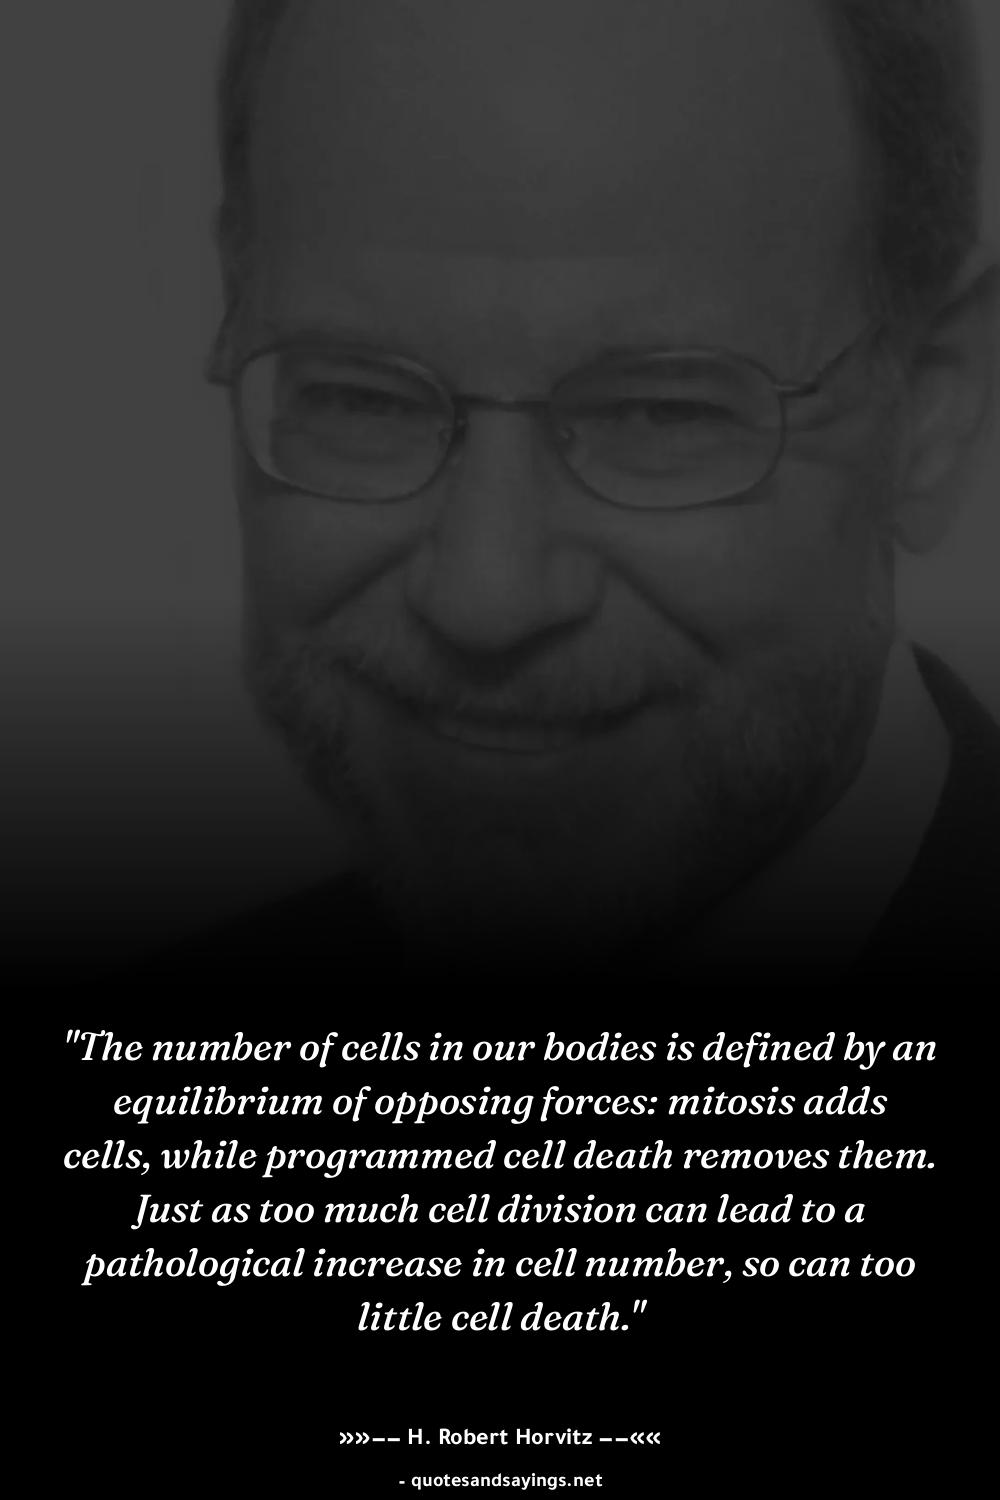 "The number of cells in our bodies is defined by an
equilibrium of opposing forces: mitosis adds
cells, while programmed cell death removes them.
Just as too much cell division can lead to a
pathological increase in cell number, so can too
little cell death."
»»−− H. Robert Horvitz −−««
- quotesandsayings.net